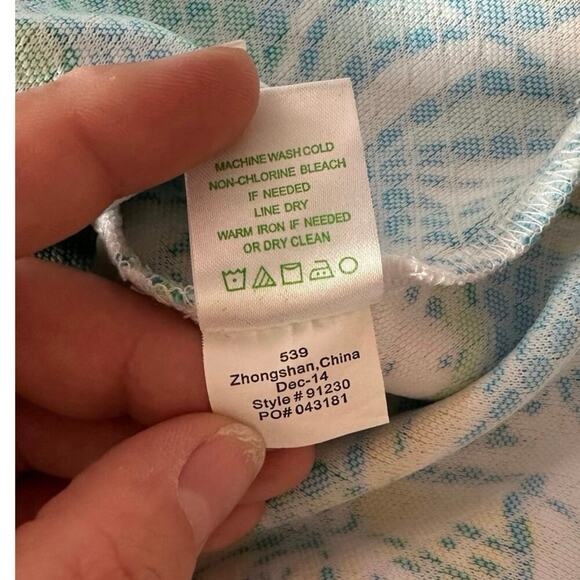 MACHINE WASH COLD
NON-CHLORINE BLEACH
IF NEEDED
LINE DRY
WARM IRON IF NEEDED
OR DRY CLEAN
539
Zhongshan,China
Dec-14
Style # 91230
PO# 043181